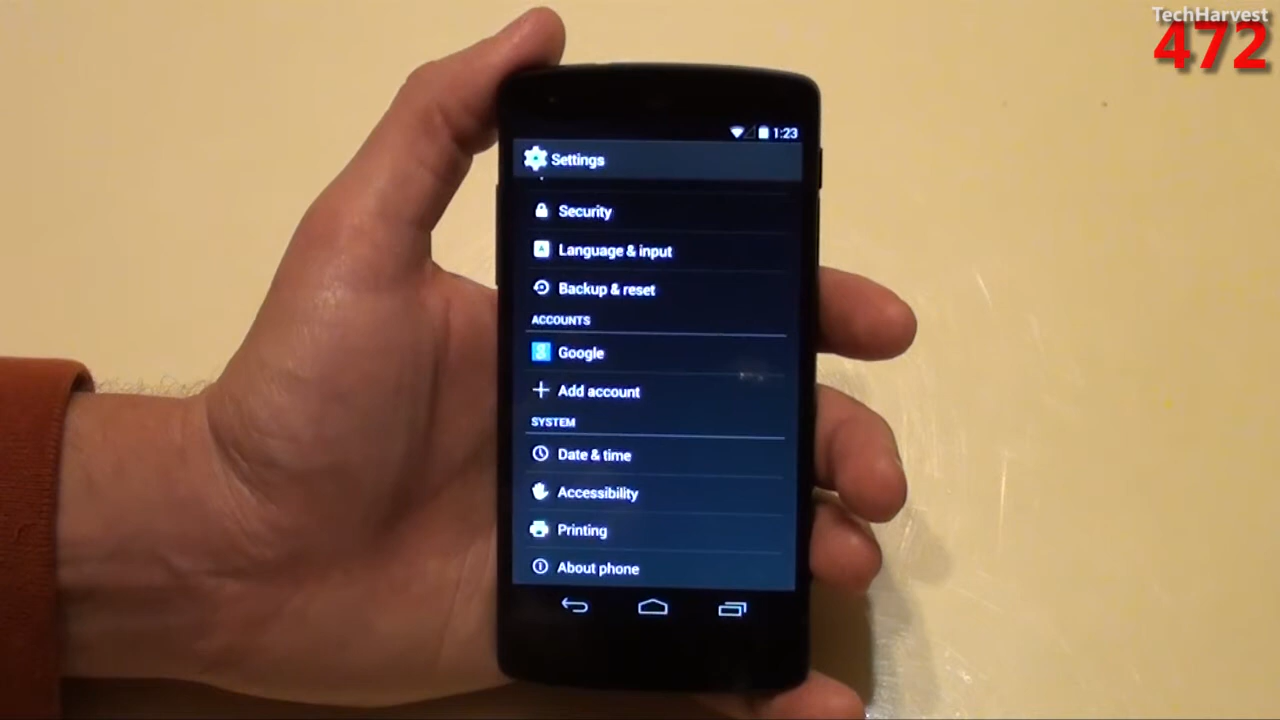 TechHarvest
472
1:23
Settings
Security
Language & input
Backup & reset
ACCOUNTS
Google
Add account
SYSTEM
Date & time
Accessibility
Printing
About phone